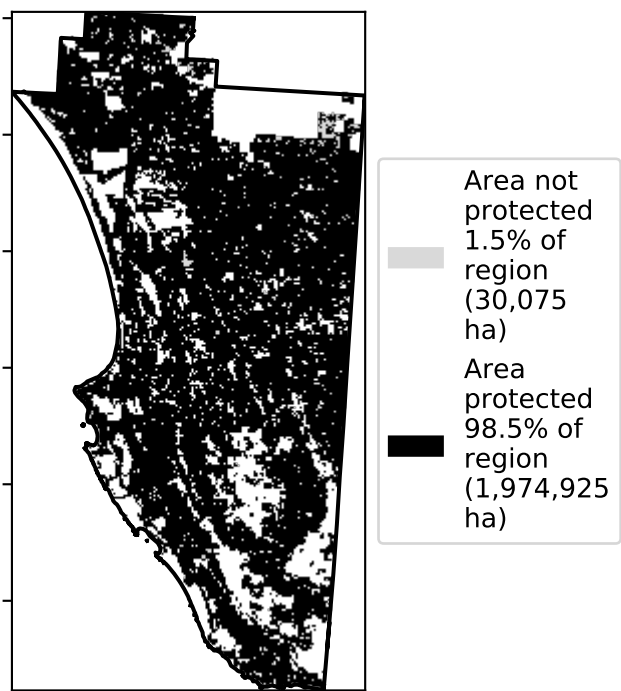 Area not
protected
1.5% of
region
(30,075
ha)
Area
protected
98.5% of
region
(1,974,925
ha)